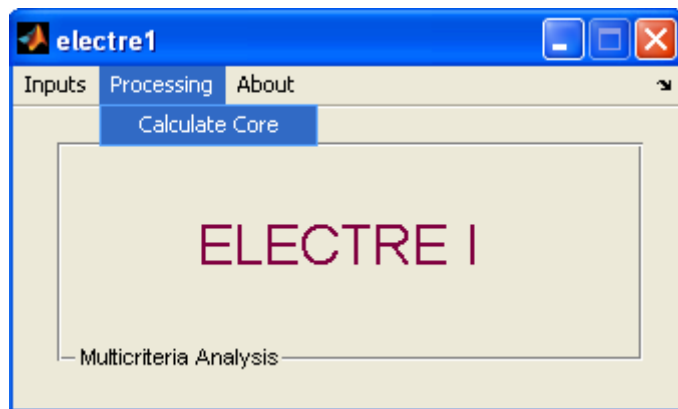 electre1
Inputs Processing About
Calculate Core
ELECTRE I
Multicriteria Analysis